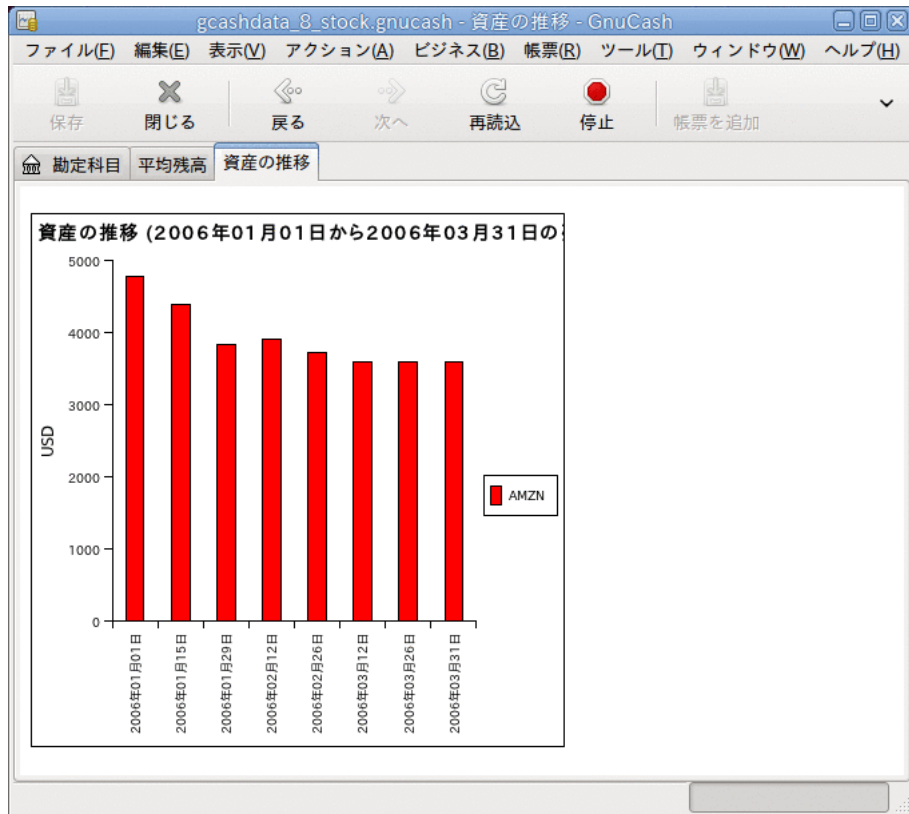 gcashdata_8_stock.gnucash - 資産の推移 - GnuCash
ファイル(F) 編集(E) 表示(V) アクション(A) ビジネス(B) 帳票(R) ツール(T) ウィンドウ(W) ヘルプ(H)
保存 閉じる 戻る 次へ 再読込 停止 帳票を追加
勘定科目 平均残高 資産の推移
資産の推移 (2006年01月01日から2006年03月31日の
5000
4000
3000
2000
1000
0
USD
AMZN
2006年01月01日
2006年01月15日
2006年01月29日
2006年02月12日
2006年02月26日
2006年03月12日
2006年03月26日
2006年03月31日